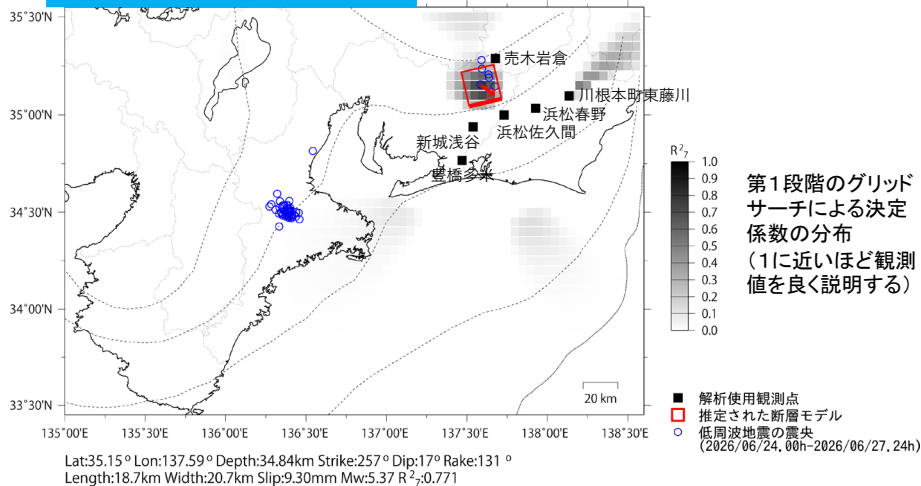 35°30'N
35°00'N
34°30'N
34°00'N
33°30'N
135°00'E
135°30'E
136°00'E
136°30'E
137°00'E
137°30'E
138°00'E
138°30'E
売木岩倉
川根本町東藤川
浜松春野
浜松佐久間
新城浅谷
豊橋多米
20 km
R²₇
1.0
0.9
0.8
0.7
0.6
0.5
0.4
0.3
0.2
0.1
0.0
第1段階のグリッド
サーチによる決定
係数の分布
(1に近いほど観測
値を良く説明する)
解析使用観測点
推定された断層モデル
低周波地震の震央
(2026/06/24.00h-2026/06/27.24h)
Lat:35.15° Lon:137.59° Depth:34.84km Strike:257° Dip:17° Rake:131 °
Length:18.7km Width:20.7km Slip:9.30mm Mw:5.37 R²₇:0.771